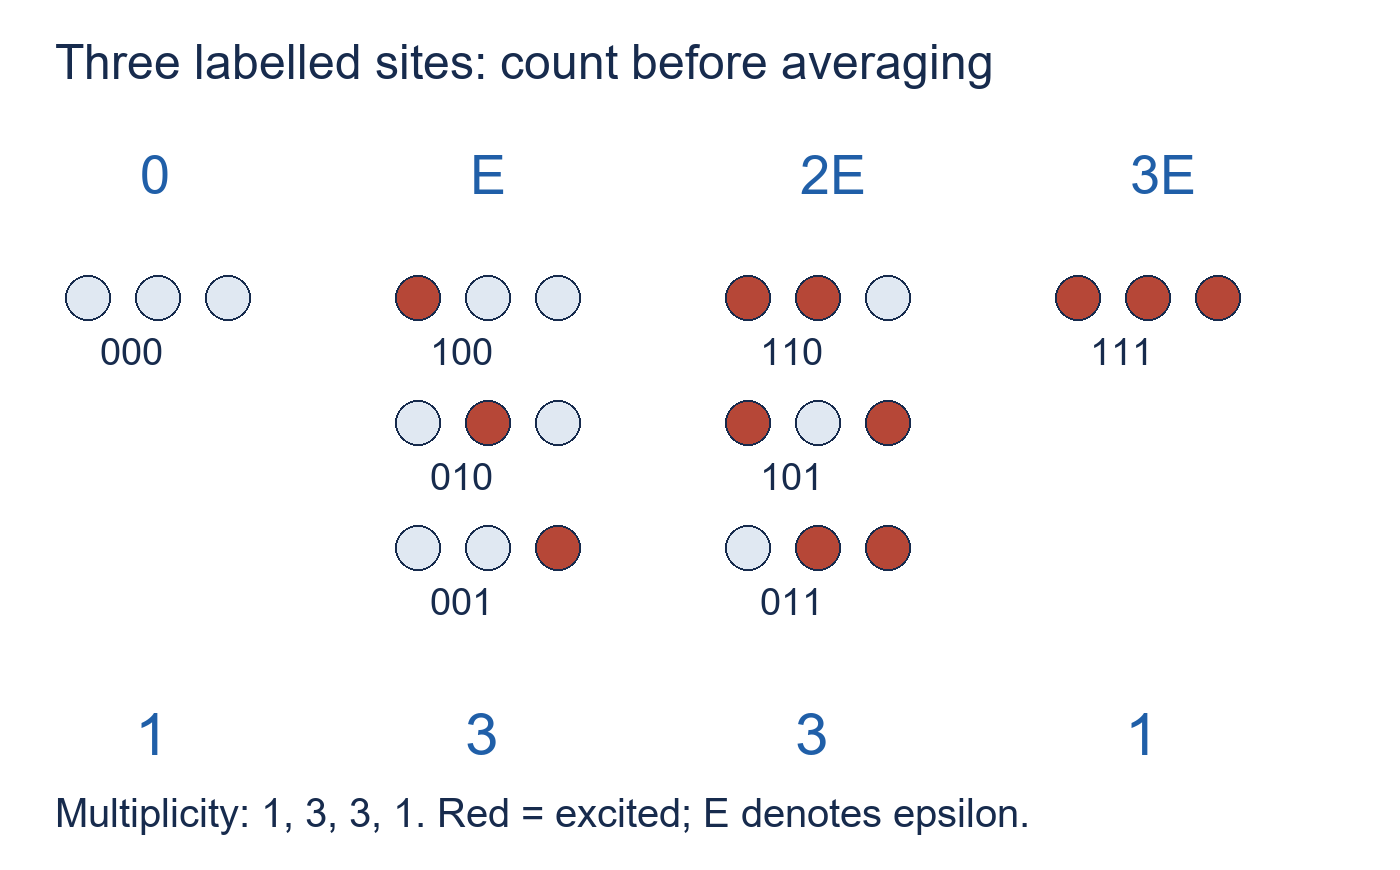 Three labelled sites: count before averaging
0 E 2E 3E
000 100 110 111
010 101
001 011
1 3 3 1
Multiplicity: 1, 3, 3, 1. Red = excited; E denotes epsilon.